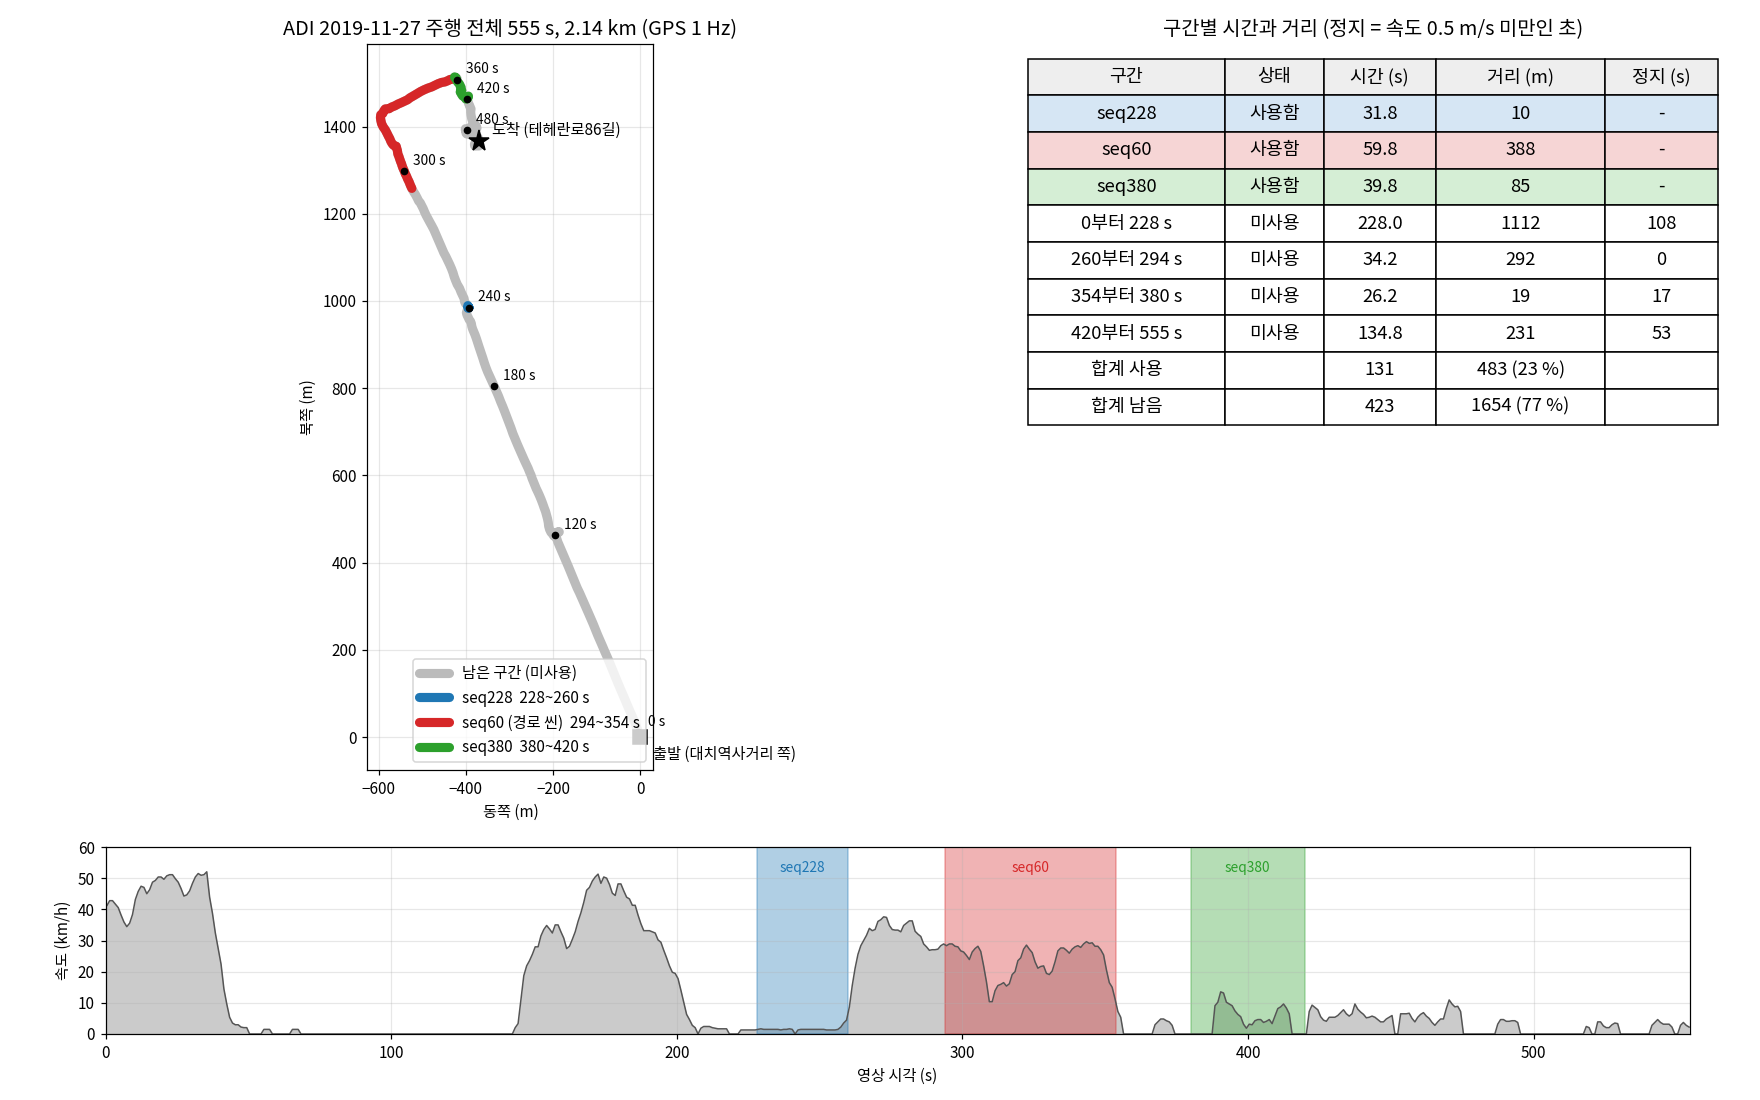 ADI 2019-11-27 주행 전체 555 s, 2.14 km (GPS 1 Hz)
360 s
420 s
480 s
도착 (테헤란로86길)
300 s
240 s
180 s
120 s
0 s
출발 (대치역사거리 쪽)
1400
1200
1000
800
600
400
200
0
북쪽 (m)
남은 구간 (미사용)
seq228 228~260 s
seq60 (경로 씬) 294~354 s
seq380 380~420 s
−600 −400 −200 0
동쪽 (m)
구간별 시간과 거리 (정지 = 속도 0.5 m/s 미만인 초)
구간 상태 시간 (s) 거리 (m) 정지 (s)
seq228 사용함 31.8 10 -
seq60 사용함 59.8 388 -
seq380 사용함 39.8 85 -
0부터 228 s 미사용 228.0 1112 108
260부터 294 s 미사용 34.2 292 0
354부터 380 s 미사용 26.2 19 17
420부터 555 s 미사용 134.8 231 53
합계 사용 131 483 (23 %)
합계 남음 423 1654 (77 %)
60
50
40
30
20
10
0
속도 (km/h)
seq228 seq60 seq380
0 100 200 300 400 500
영상 시각 (s)